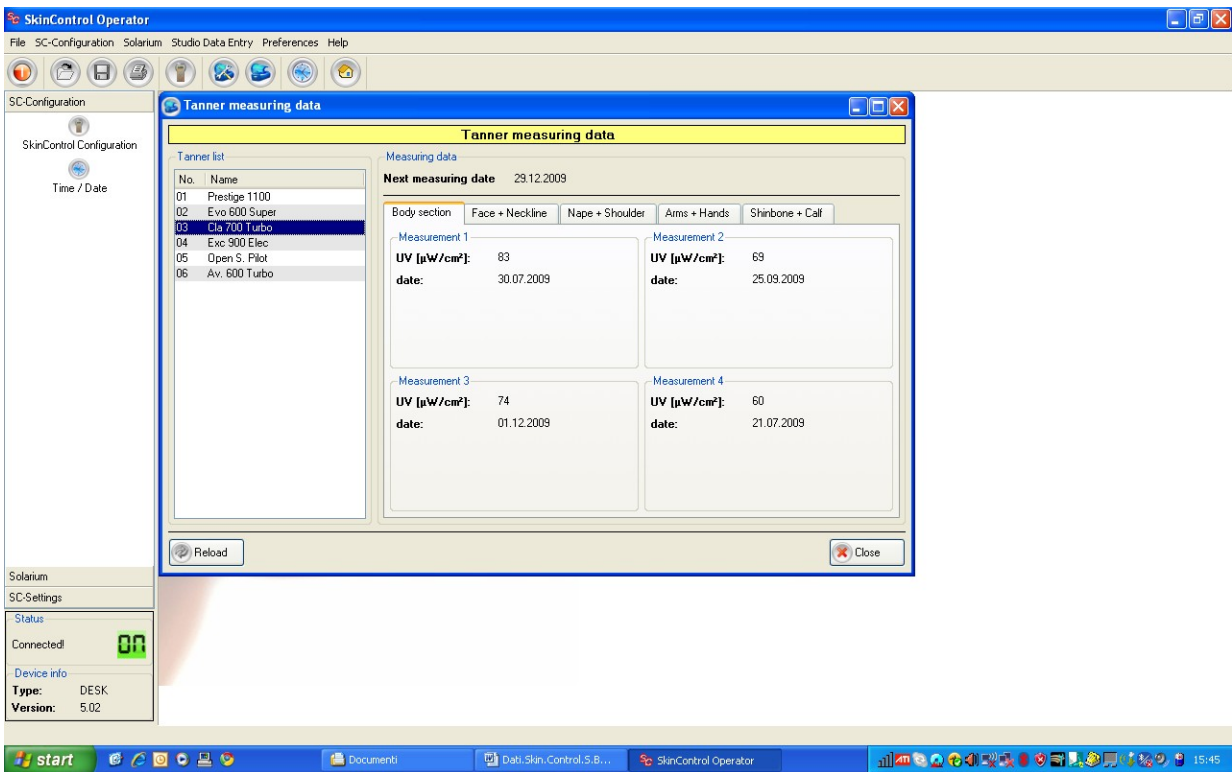 Sc SkinControl Operator
File SC-Configuration Solarium Studio Data Entry Preferences Help
SC-Configuration
SkinControl Configuration
Time / Date
Solarium
SC-Settings
Status
Connected!
ON
Device info
Type: DESK
Version: 5.02
Tanner measuring data
Tanner measuring data
Tanner list
No. Name
01 Prestige 1100
02 Evo 600 Super
03 Cla 700 Turbo
04 Exc 900 Elec
05 Open S. Pilot
06 Av. 600 Turbo
Measuring data
Next measuring date 29.12.2009
Body section Face + Neckline Nape + Shoulder Arms + Hands Shinbone + Calf
Measurement 1
UV [µW/cm²]: 83
date: 30.07.2009
Measurement 2
UV [µW/cm²]: 69
date: 25.09.2009
Measurement 3
UV [µW/cm²]: 74
date: 01.12.2009
Measurement 4
UV [µW/cm²]: 60
date: 21.07.2009
Reload
Close
start
Documenti
Dati.Skin.Control.S.B...
Sc SkinControl Operator
15:45